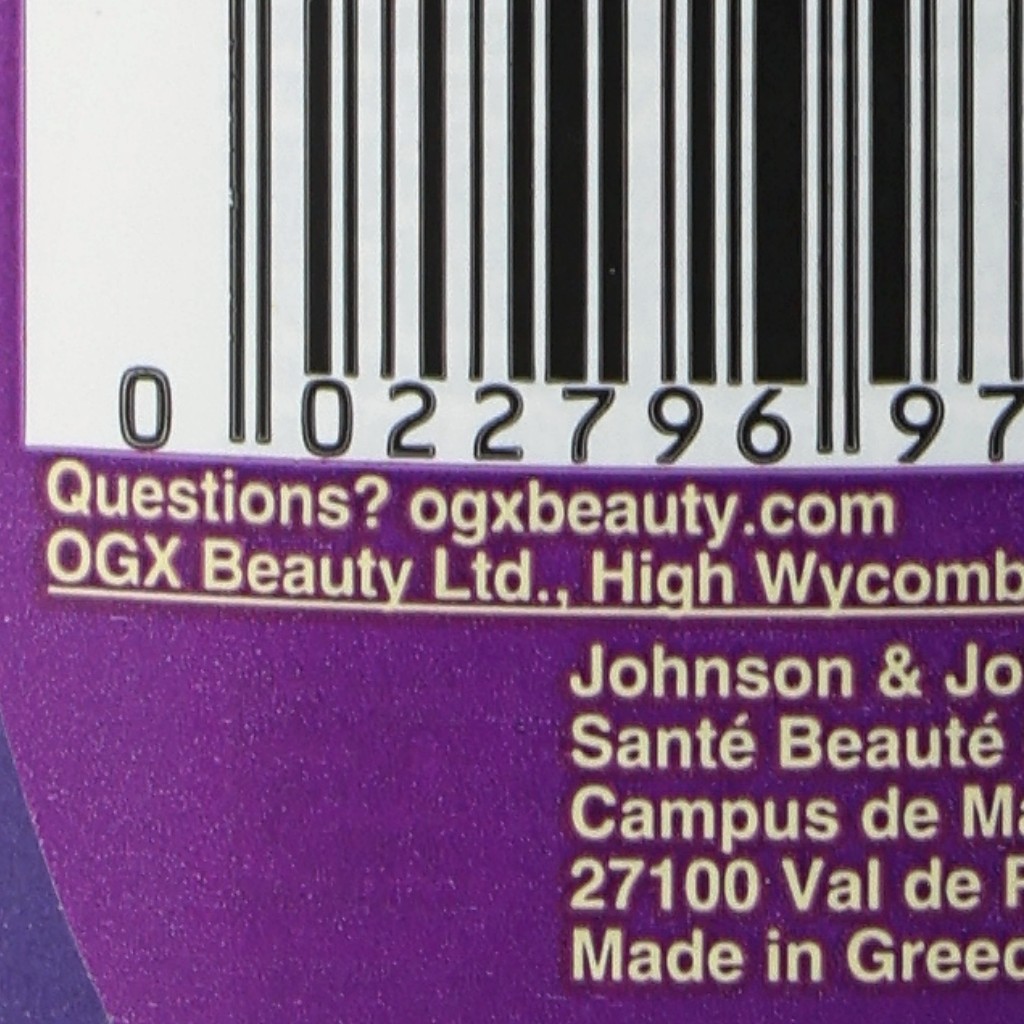 0 022796 97
Questions? ogxbeauty.com
OGX Beauty Ltd., High Wycomb
Johnson & Jo
Santé Beauté
Campus de Ma
27100 Val de
Made in Greec